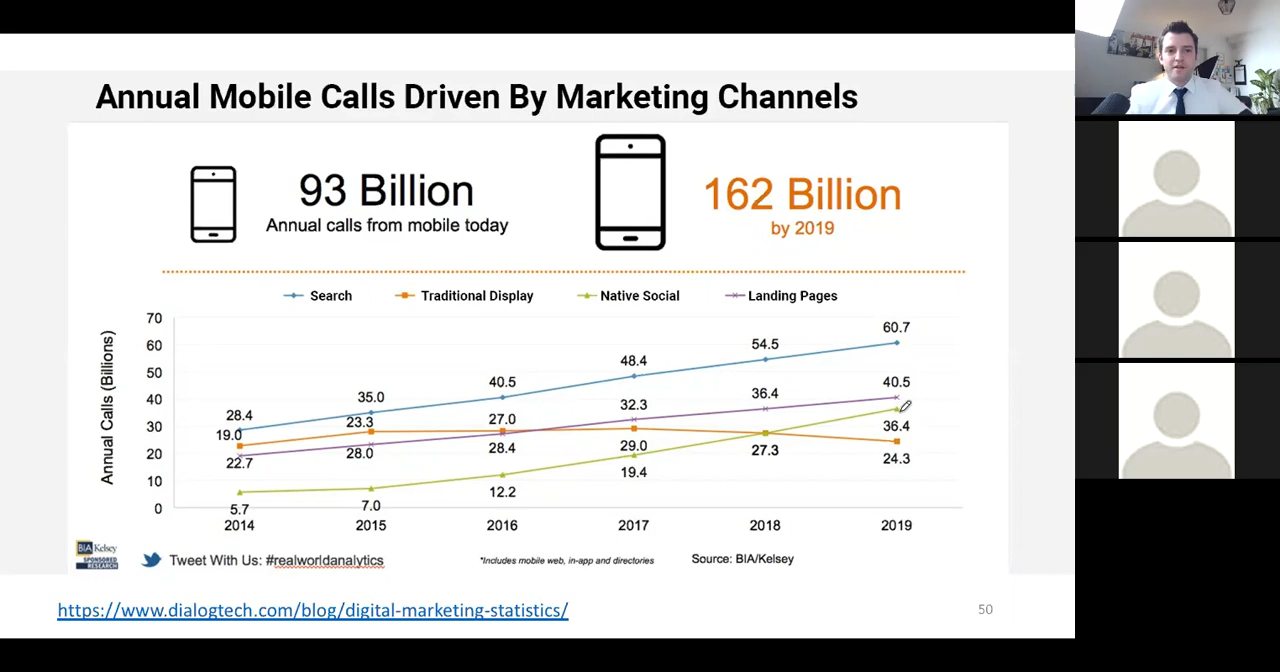 Annual Mobile Calls Driven By Marketing Channels
93 Billion
Annual calls from mobile today
162 Billion
by 2019
Search
Traditional Display
Native Social
Landing Pages
Annual Calls (Billions)
70
60
50
40
30
20
10
0
28.4
35.0
40.5
48.4
54.5
60.7
19.0
23.3
27.0
32.3
36.4
40.5
22.7
28.0
28.4
29.0
27.3
36.4
24.3
5.7
7.0
12.2
19.4
2014
2015
2016
2017
2018
2019
BIA/Kelsey
SPONSORED
RESEARCH
Tweet With Us: #realworldanalytics
*Includes mobile web, in-app and directories
Source: BIA/Kelsey
https://www.dialogtech.com/blog/digital-marketing-statistics/
50